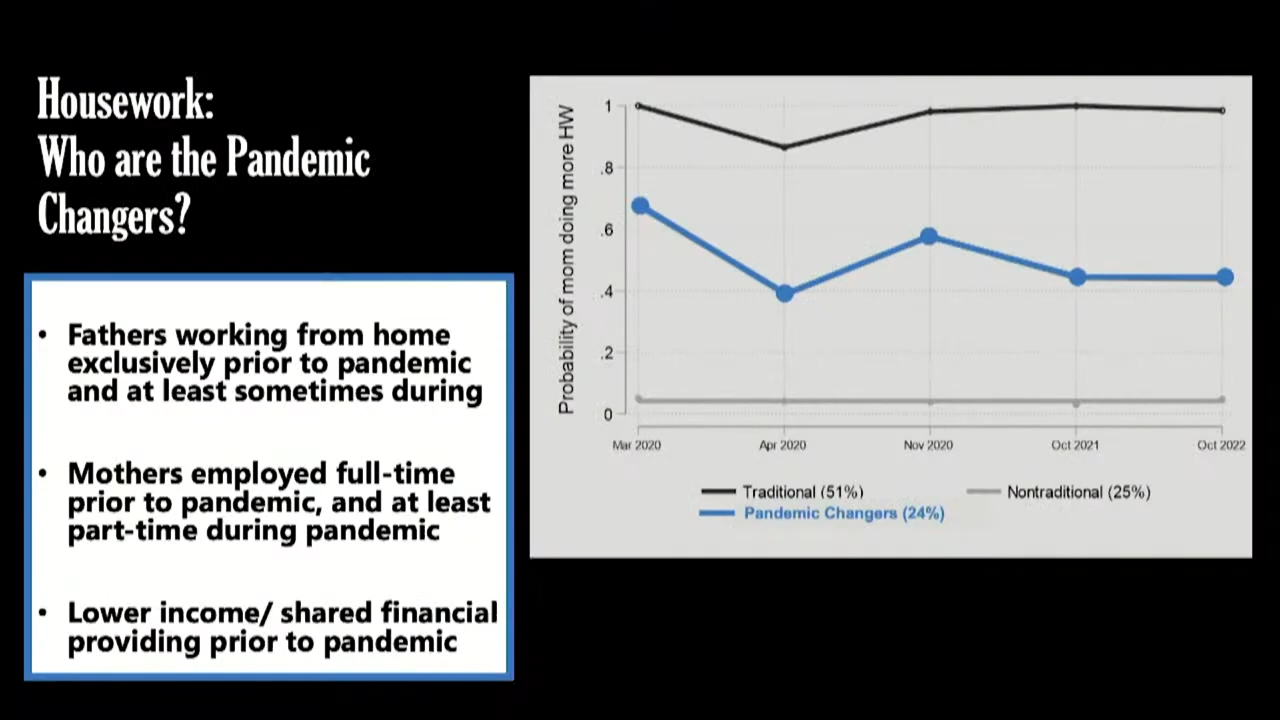 Housework:
Who are the Pandemic
Changers?
• Fathers working from home
exclusively prior to pandemic
and at least sometimes during
• Mothers employed full-time
prior to pandemic, and at least
part-time during pandemic
• Lower income/ shared financial
providing prior to pandemic
Probability of mom doing more HW
1
.8
.6
.4
.2
0
Mar 2020 Apr 2020 Nov 2020 Oct 2021 Oct 2022
Traditional (51%) Nontraditional (25%)
Pandemic Changers (24%)